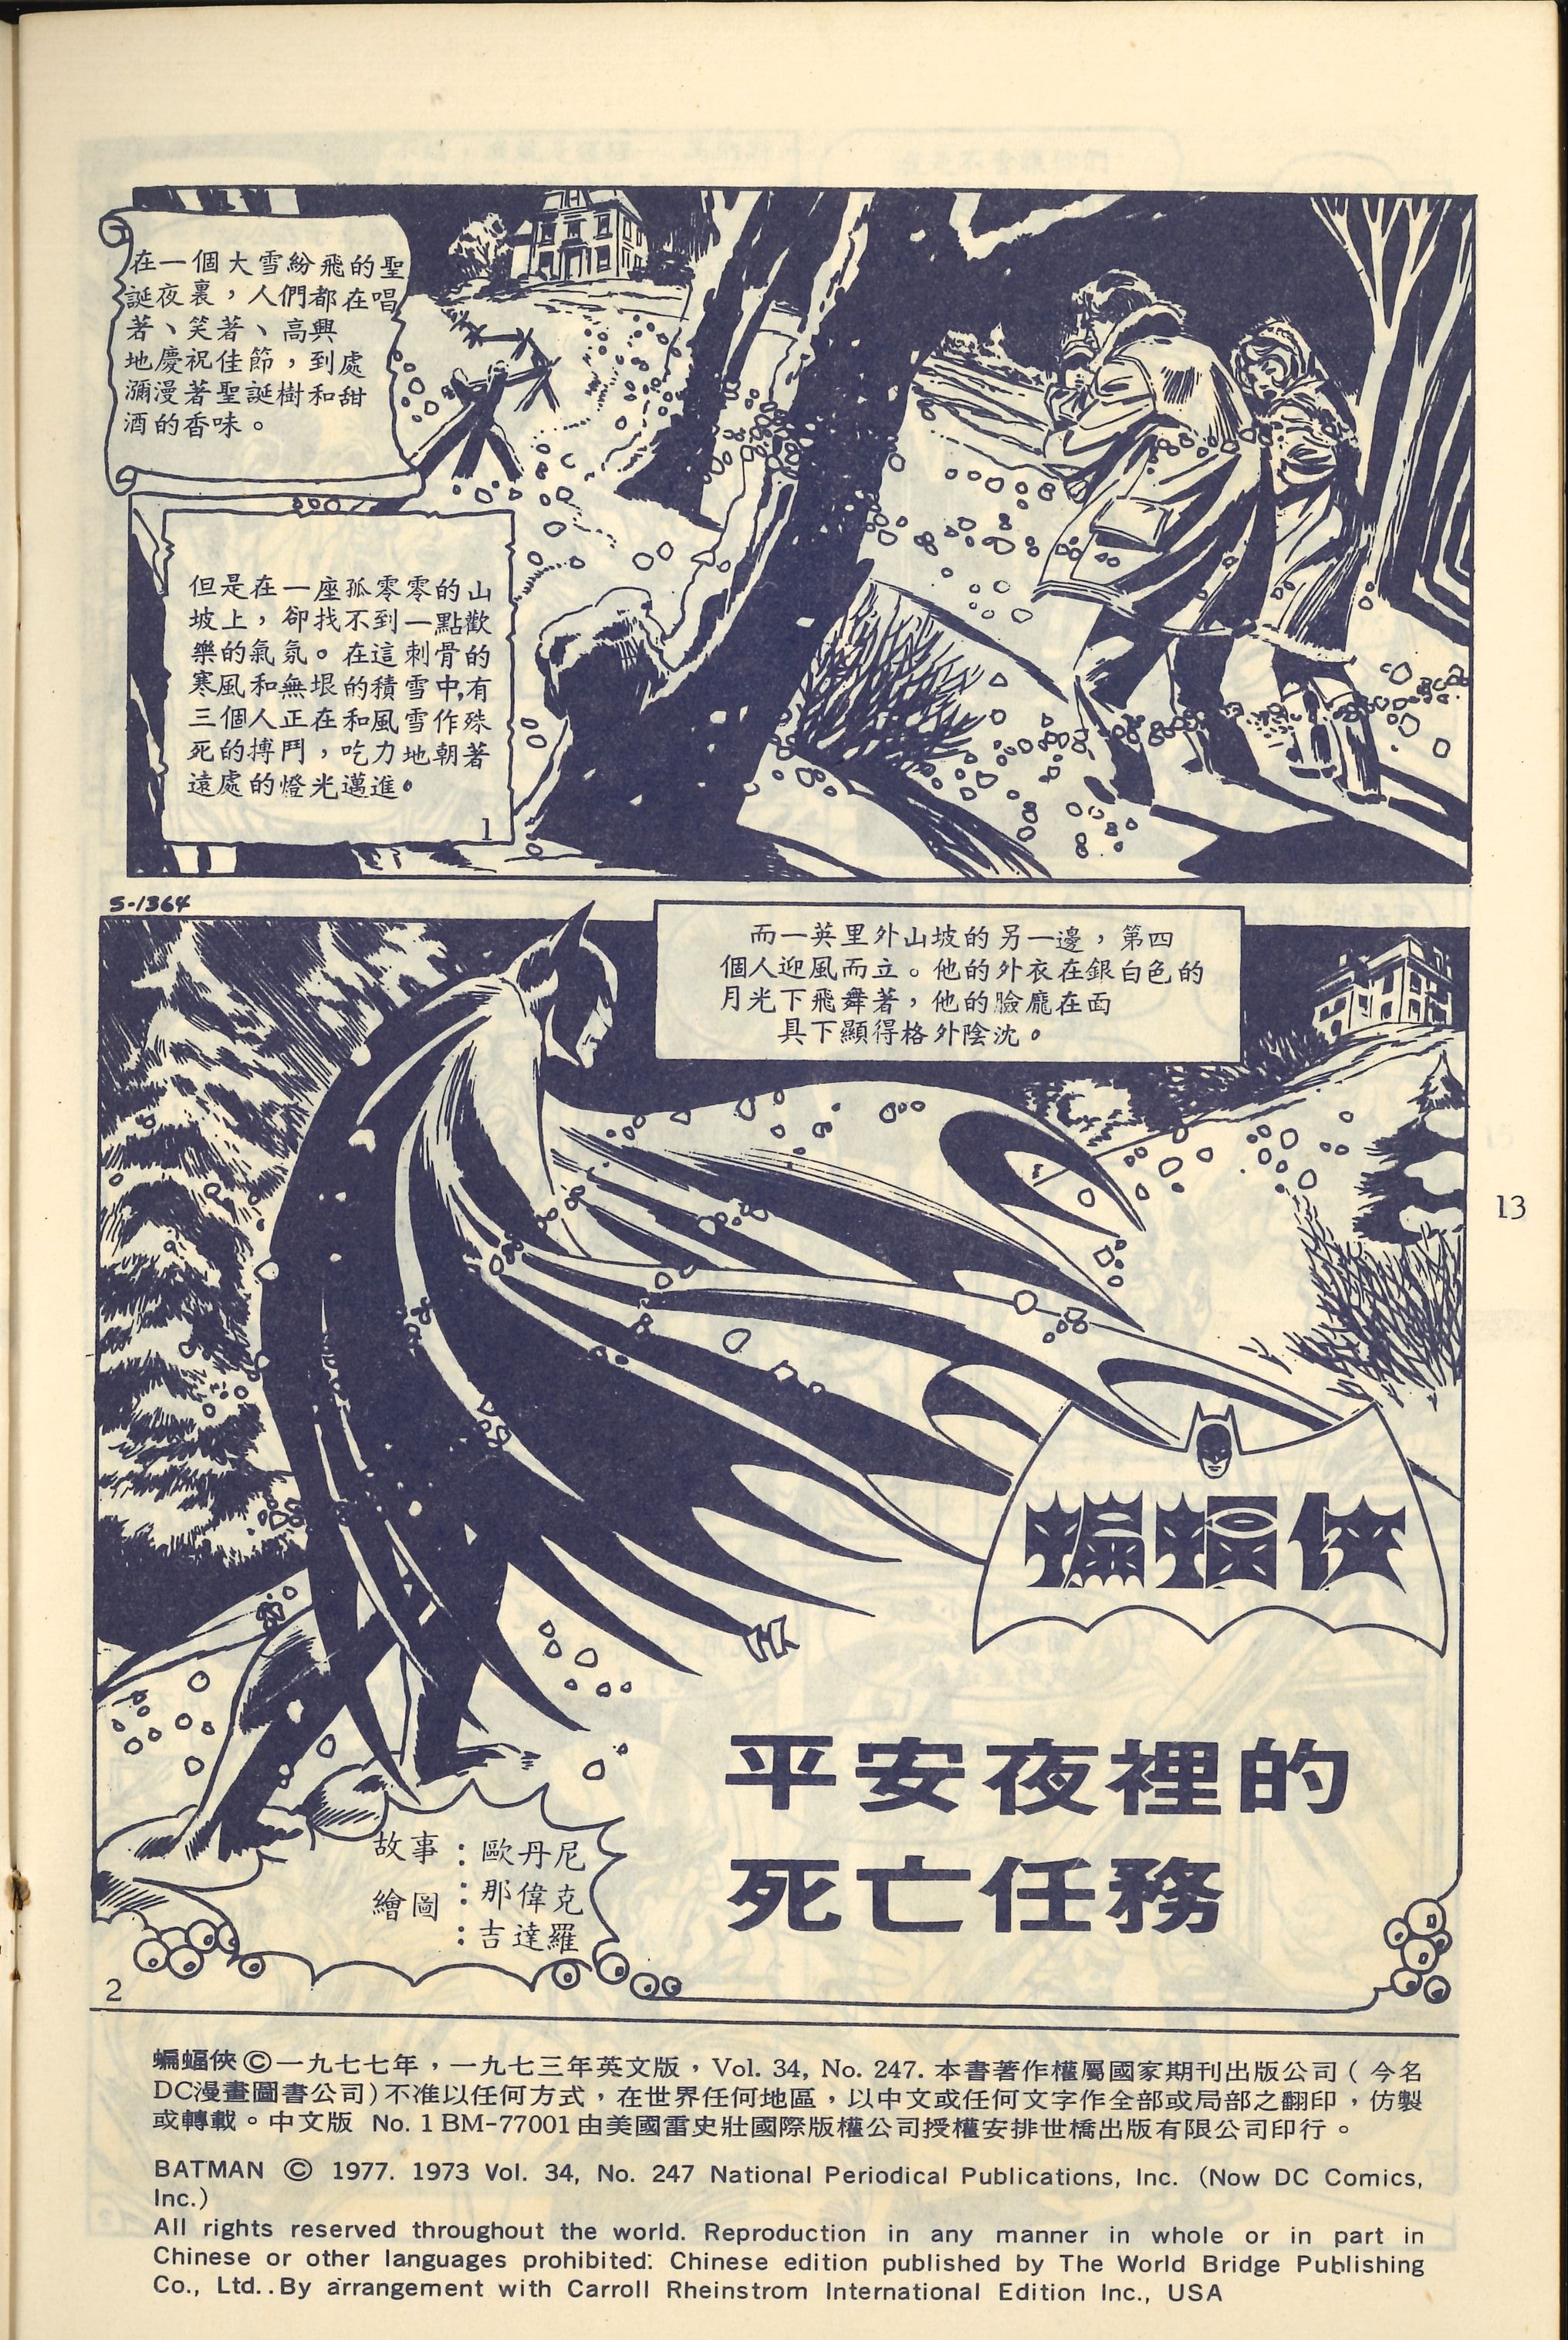 在一個大雪紛飛的聖
誕夜裏，人們都在唱
著、笑著、高興
地慶祝佳節，到處
瀰漫著聖誕樹和甜
酒的香味。
但是在一座孤零零的山
坡上，卻找不到一點歡
樂的氣氛。在這刺骨的
寒風和無垠的積雪中，有
三個人正在和風雪作殊
死的搏鬥，吃力地朝著
遠處的燈光邁進。
1
S-1364
而一英里外山坡的另一邊，第四
個人迎風而立。他的外衣在銀白色的
月光下飛舞著，他的臉龐在面
具下顯得格外陰沈。
13
蝙蝠俠
平安夜裡的
死亡任務
故事：歐丹尼
繪圖：那偉克
：吉達羅
2
蝙蝠俠©一九七七年，一九七三年英文版，Vol. 34, No. 247. 本書著作權屬國家期刊出版公司（今名
DC漫畫圖書公司）不准以任何方式，在世界任何地區，以中文或任何文字作全部或局部之翻印，仿製
或轉載。中文版 No. 1 BM-77001由美國雷史壯國際版權公司授權安排世橋出版有限公司印行。
BATMAN © 1977. 1973 Vol. 34, No. 247 National Periodical Publications, Inc. (Now DC Comics,
Inc.)
All rights reserved throughout the world. Reproduction in any manner in whole or in part in
Chinese or other languages prohibited: Chinese edition published by The World Bridge Publishing
Co., Ltd..By arrangement with Carroll Rheinstrom International Edition Inc., USA